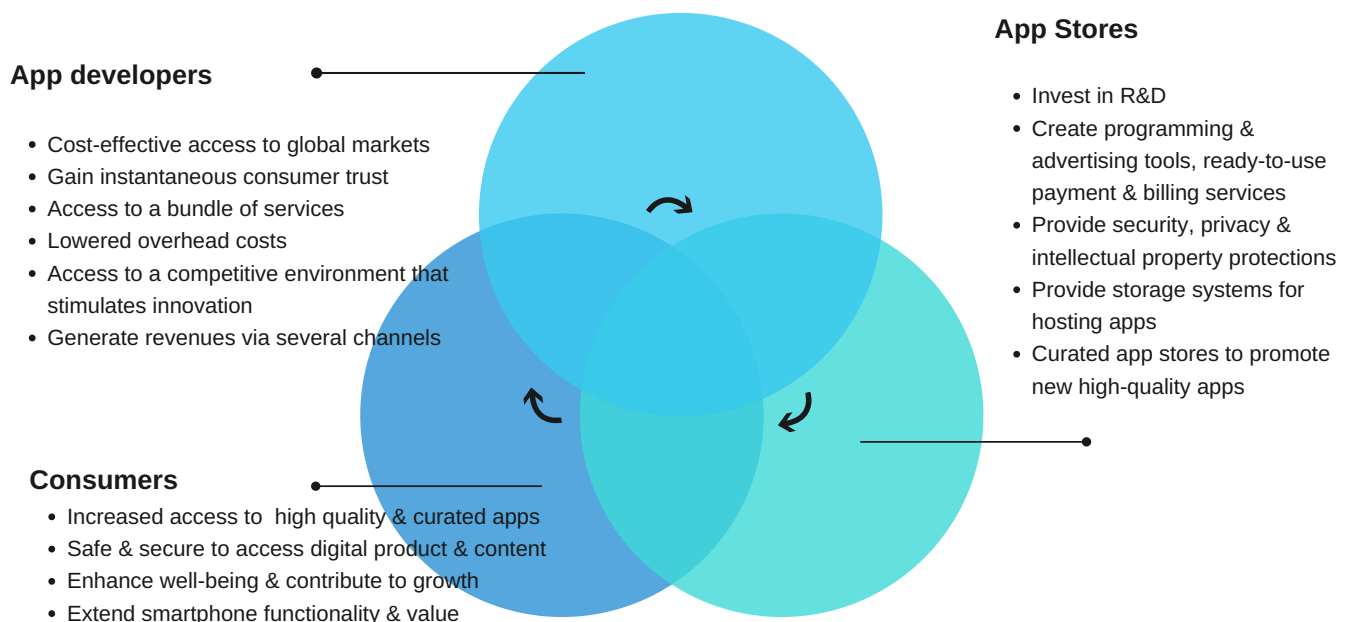 App developers
• Cost-effective access to global markets
• Gain instantaneous consumer trust
• Access to a bundle of services
• Lowered overhead costs
• Access to a competitive environment that
stimulates innovation
• Generate revenues via several channels
App Stores
• Invest in R&D
• Create programming &
advertising tools, ready-to-use
payment & billing services
• Provide security, privacy &
intellectual property protections
• Provide storage systems for
hosting apps
• Curated app stores to promote
new high-quality apps
Consumers
• Increased access to  high quality & curated apps
• Safe & secure to access digital product & content
• Enhance well-being & contribute to growth
• Extend smartphone functionality & value